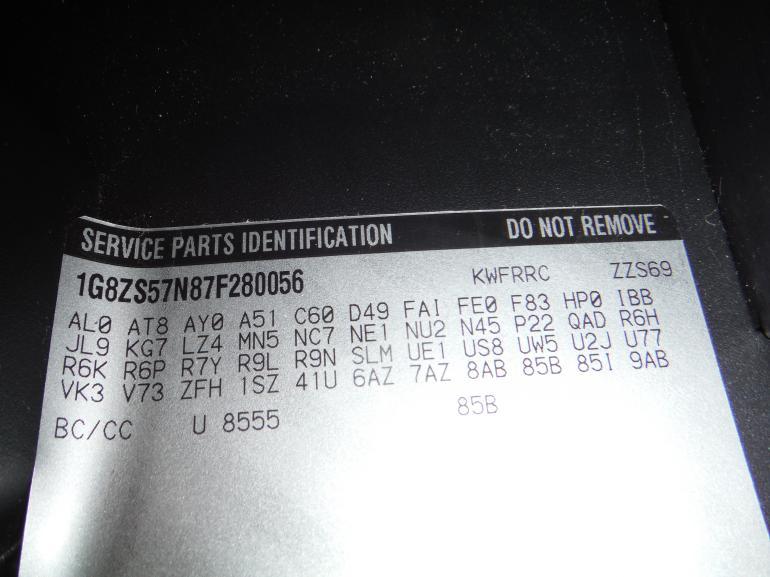 SERVICE PARTS IDENTIFICATION DO NOT REMOVE
1G8ZS57N87F280056 KWFRRC ZZS69
AL0 AT8 AY0 A51 C60 D49 FAI FE0 F83 HP0 IBB
JL9 KG7 LZ4 MN5 NC7 NE1 NU2 N45 P22 QAD R6H
R6K R6P R7Y R9L R9N SLM UE1 US8 UW5 U2J U77
VK3 V73 ZFH 1SZ 41U 6AZ 7AZ 8AB 85B 85I 9AB
BC/CC U 8555 85B